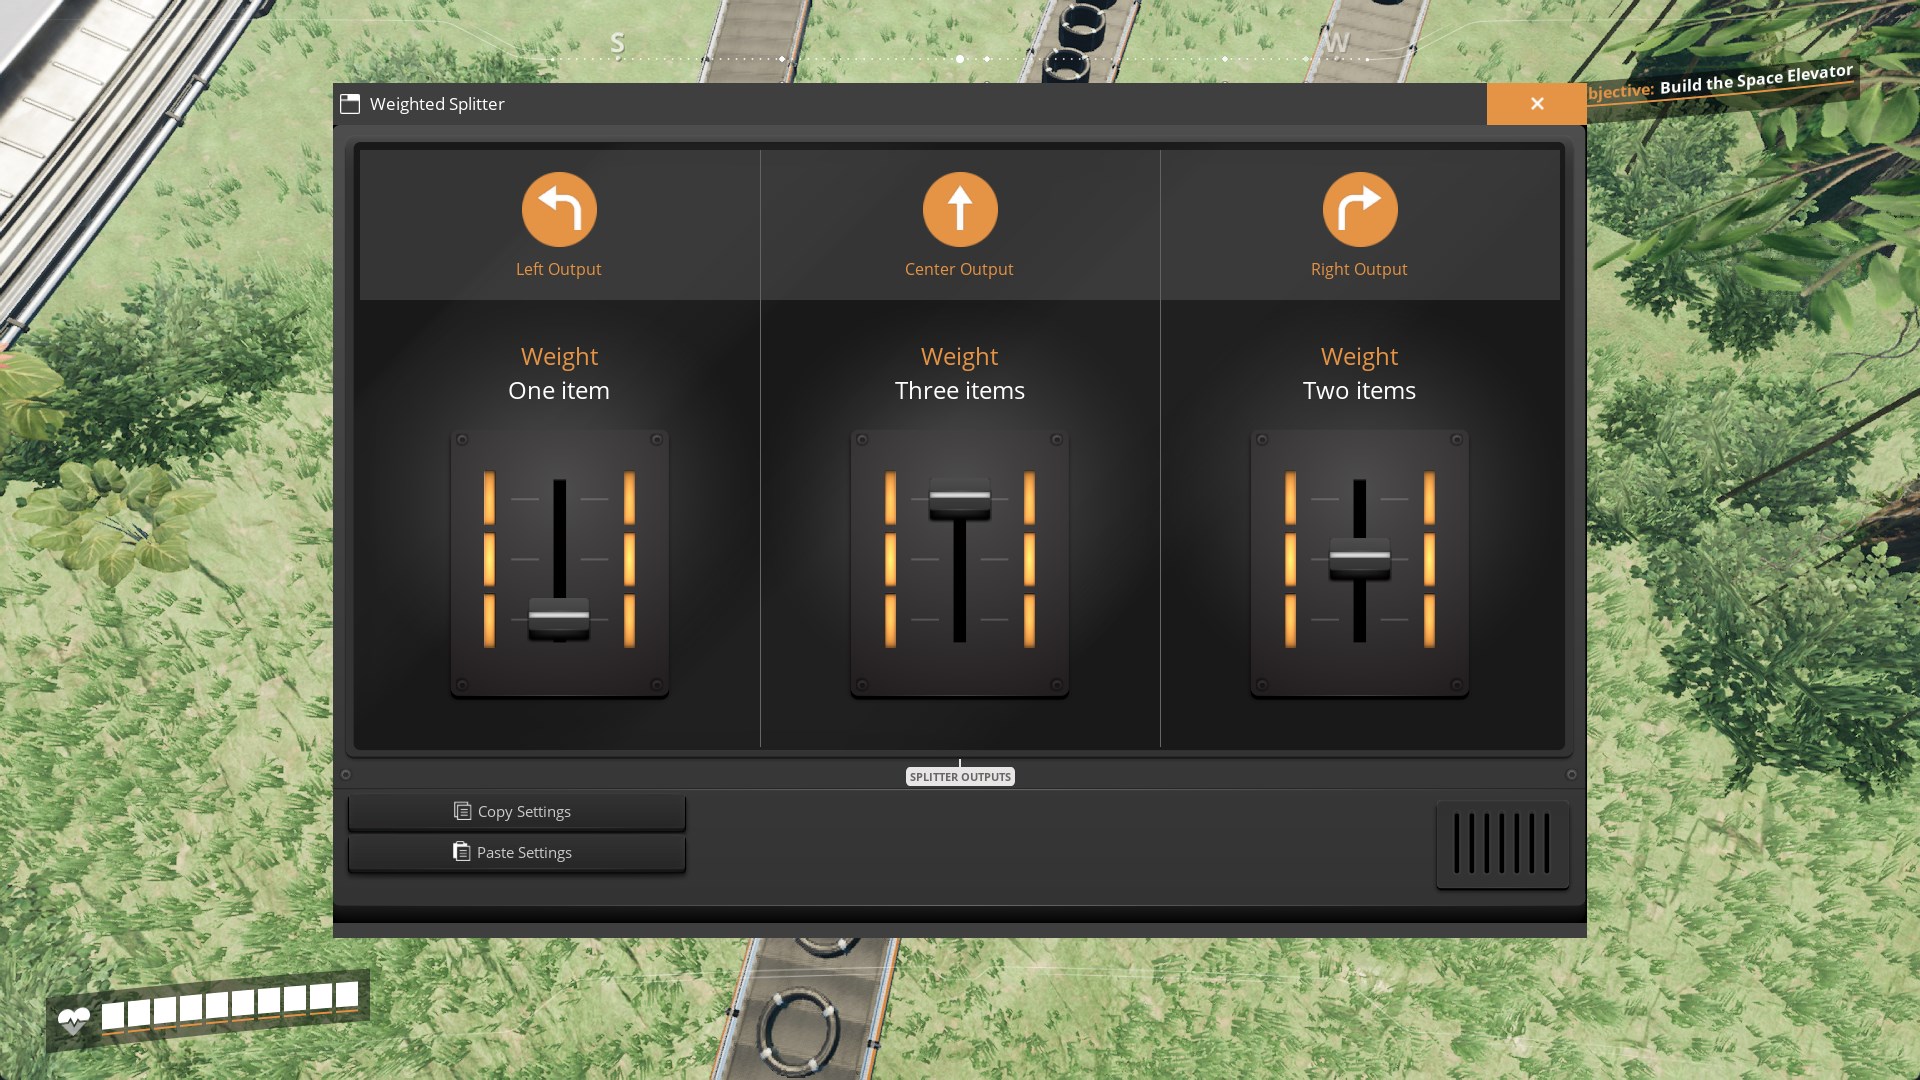 S
W
bjective: Build the Space Elevator
Weighted Splitter
Left Output
Center Output
Right Output
Weight
One item
Weight
Three items
Weight
Two items
SPLITTER OUTPUTS
Copy Settings
Paste Settings